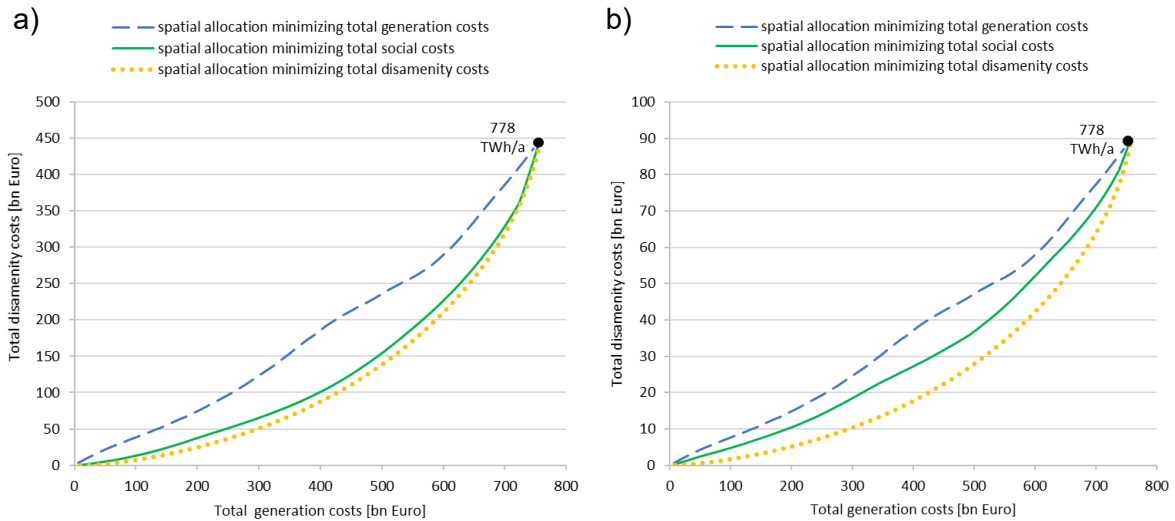 a)
spatial allocation minimizing total generation costs
spatial allocation minimizing total social costs
spatial allocation minimizing total disamenity costs
500
450
400
350
300
250
200
150
100
50
0
Total disamenity costs [bn Euro]
778
TWh/a
0 100 200 300 400 500 600 700 800
Total generation costs [bn Euro]
b)
spatial allocation minimizing total generation costs
spatial allocation minimizing total social costs
spatial allocation minimizing total disamenity costs
100
90
80
70
60
50
40
30
20
10
0
Total disamenity costs [bn Euro]
778
TWh/a
0 100 200 300 400 500 600 700 800
Total generation costs [bn Euro]